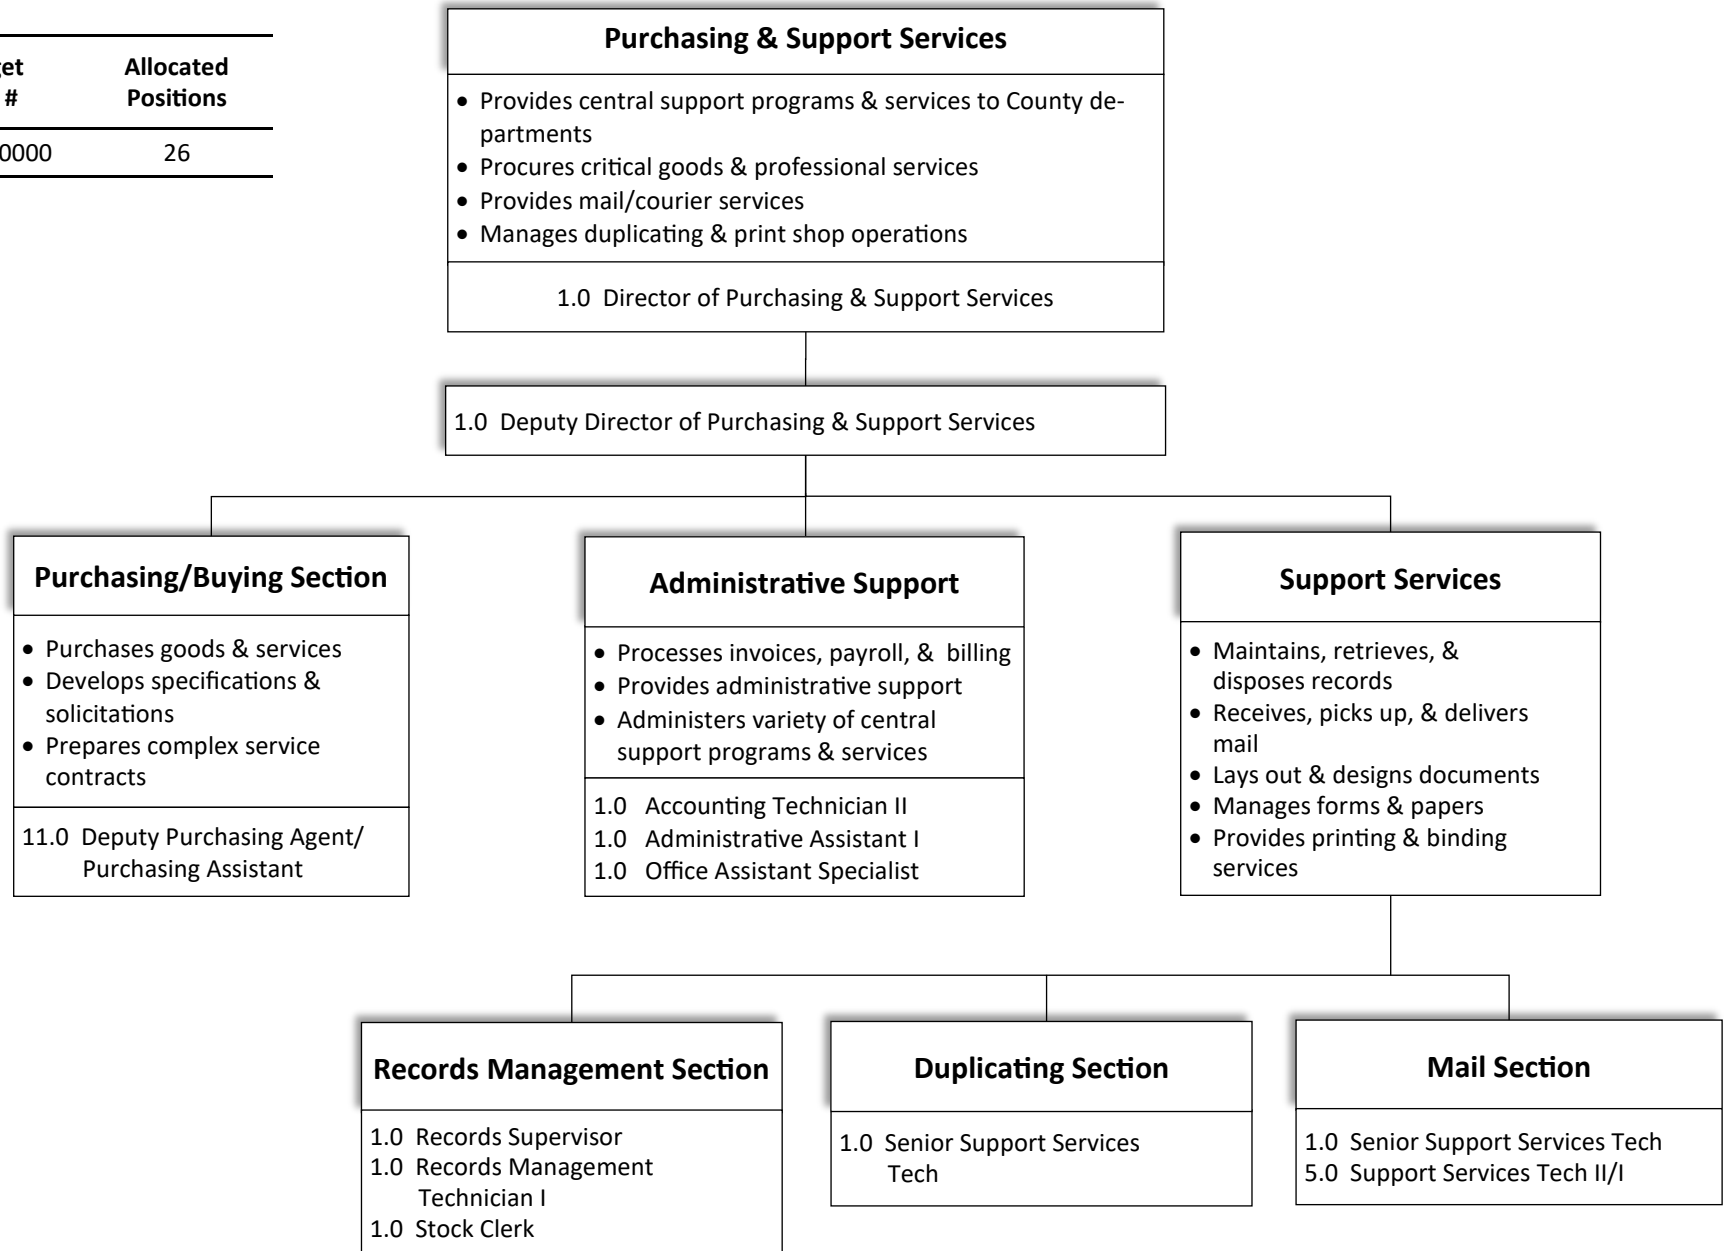 Allocated
#
Positions
0000
26
Purchasing & Support Services
• Provides central support programs & services to County de-
partments
• Procures critical goods & professional services
• Provides mail/courier services
• Manages duplicating & print shop operations
1.0 Director of Purchasing & Support Services
1.0 Deputy Director of Purchasing & Support Services
Purchasing/Buying Section
• Purchases goods & services
• Develops specifications &
solicitations
• Prepares complex service
contracts
11.0 Deputy Purchasing Agent/
Purchasing Assistant
Administrative Support
• Processes invoices, payroll, & billing
• Provides administrative support
• Administers variety of central
support programs & services
1.0 Accounting Technician II
1.0 Administrative Assistant I
1.0 Office Assistant Specialist
Support Services
• Maintains, retrieves, &
disposes records
• Receives, picks up, & delivers
mail
• Lays out & designs documents
• Manages forms & papers
• Provides printing & binding
services
Records Management Section
1.0 Records Supervisor
1.0 Records Management
Technician I
1.0 Stock Clerk
Duplicating Section
1.0 Senior Support Services
Tech
Mail Section
1.0 Senior Support Services Tech
5.0 Support Services Tech II/I